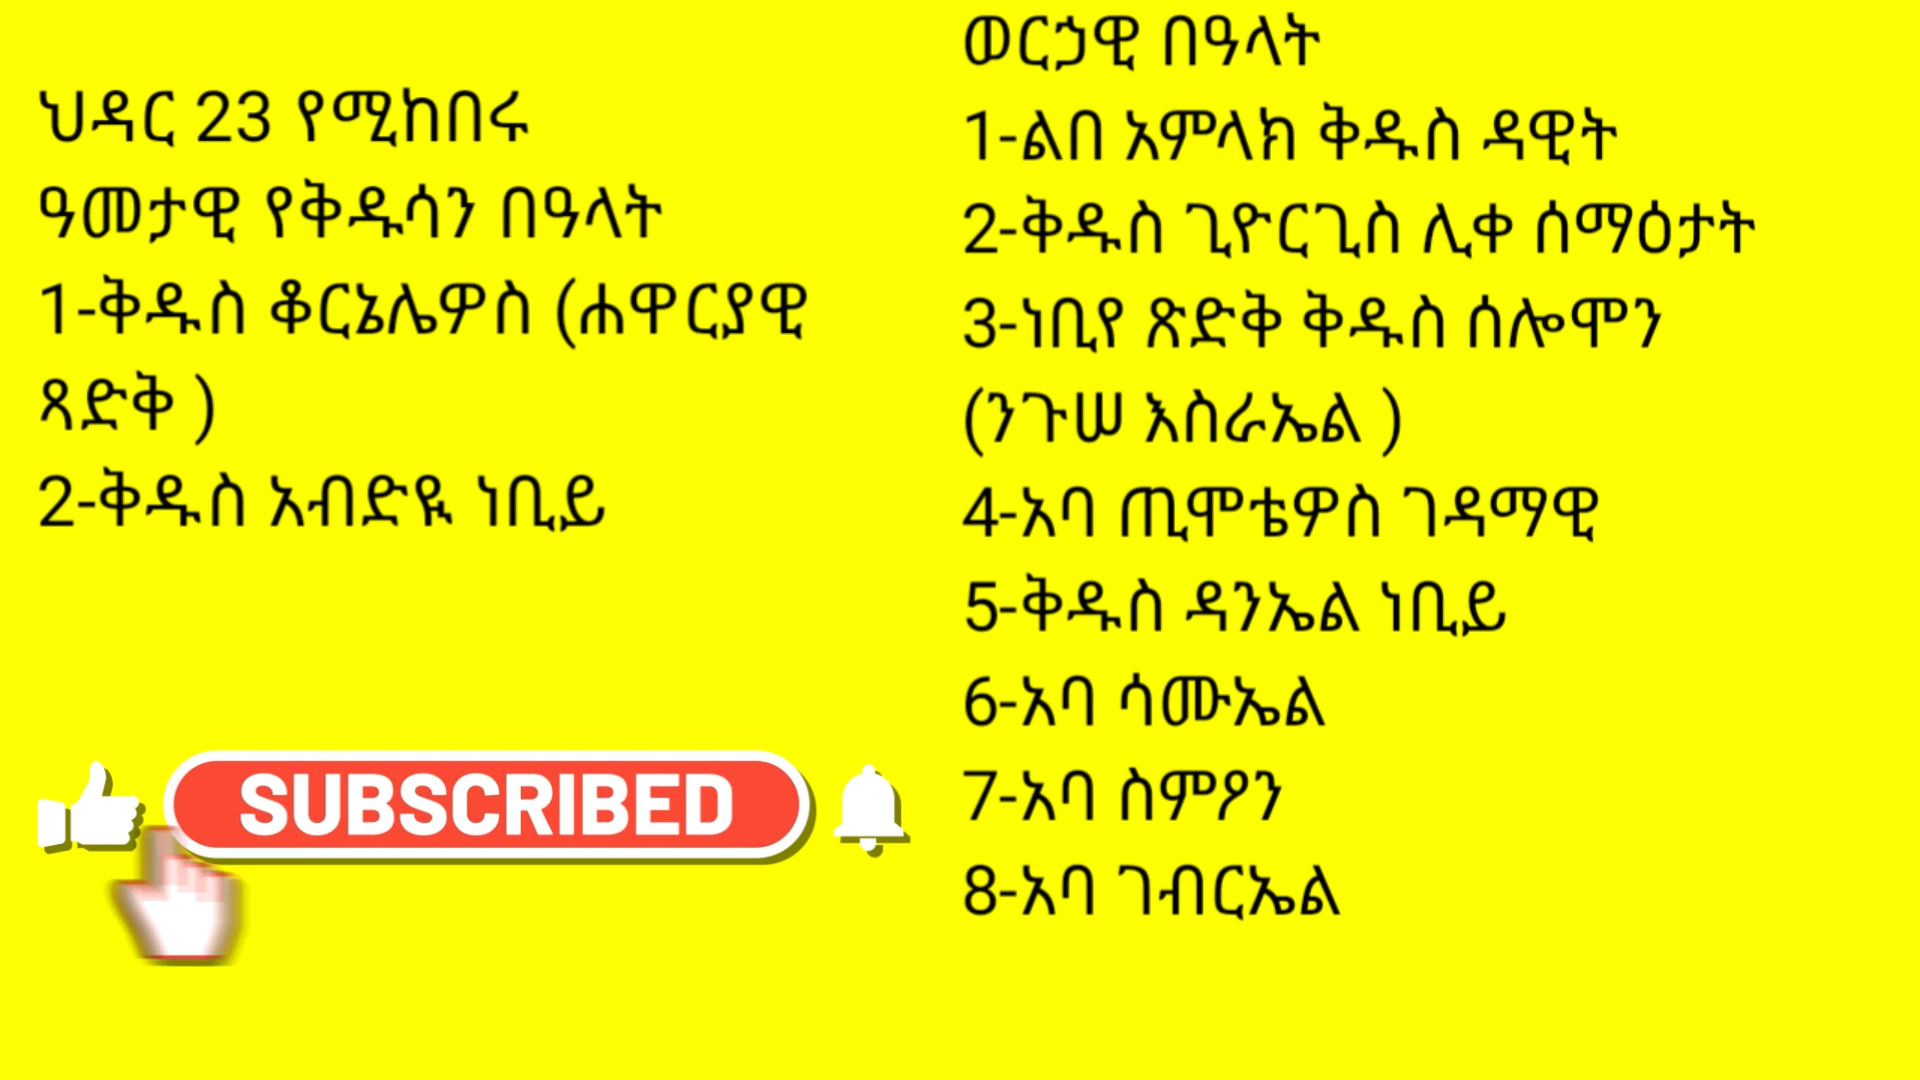 ህዳር 23 የሚከበሩ
ዓመታዊ የቅዱሳን በዓላት
1-ቅዱስ ቆርኔሌዎስ (ሐዋርያዊ
ጻድቅ )
2-ቅዱስ አብድዩ ነቢይ
SUBSCRIBED
ወርኃዊ በዓላት
1-ልበ አምላክ ቅዱስ ዳዊት
2-ቅዱስ ጊዮርጊስ ሊቀ ሰማዕታት
3-ነቢየ ጽድቅ ቅዱስ ሰሎሞን
(ንጉሠ እስራኤል )
4-አባ ጢሞቴዎስ ገዳማዊ
5-ቅዱስ ዳንኤል ነቢይ
6-አባ ሳሙኤል
7-አባ ስምዖን
8-አባ ገብርኤል